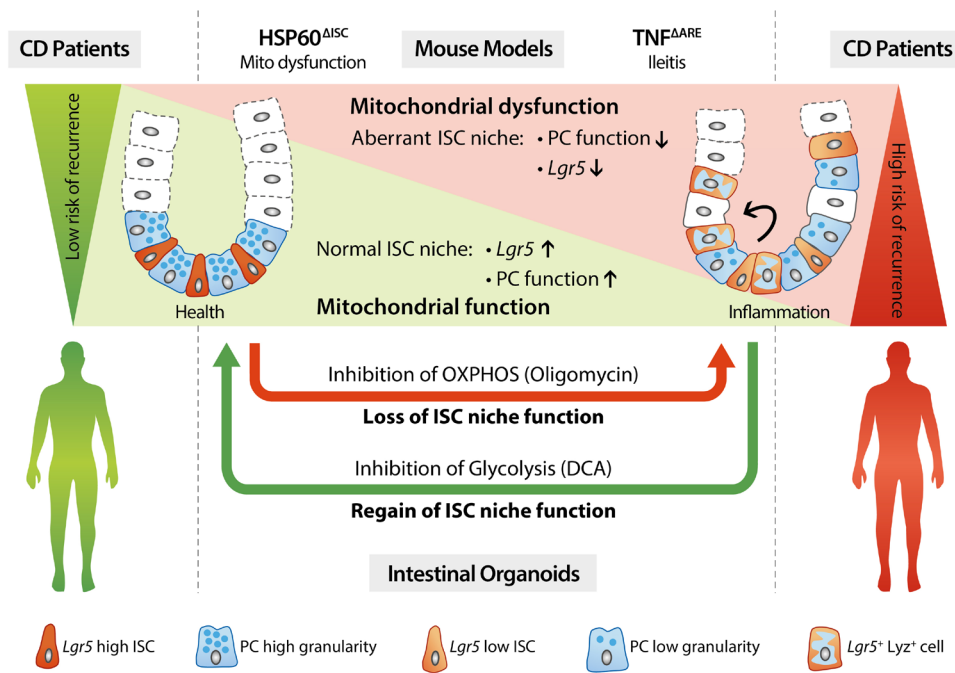 CD Patients
HSP60ΔISC
Mito dysfunction
Mouse Models
TNFΔARE
Ileitis
CD Patients
Low risk of recurrence
Mitochondrial dysfunction
Aberrant ISC niche: • PC function ↓
• Lgr5 ↓
Normal ISC niche: • Lgr5 ↑
• PC function ↑
Mitochondrial function
Health
Inflammation
High risk of recurrence
Inhibition of OXPHOS (Oligomycin)
Loss of ISC niche function
Inhibition of Glycolysis (DCA)
Regain of ISC niche function
Intestinal Organoids
Lgr5 high ISC
PC high granularity
Lgr5 low ISC
PC low granularity
Lgr5+ Lyz+ cell